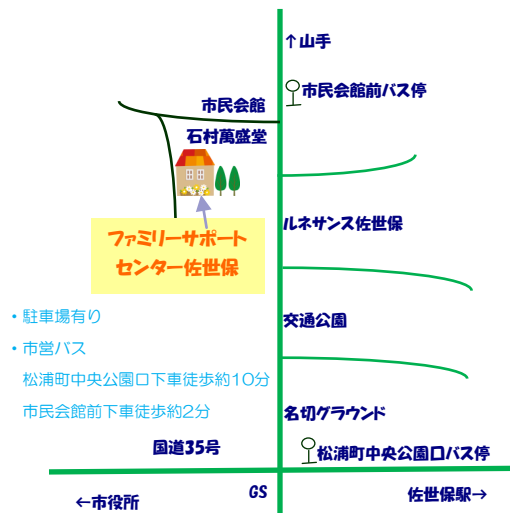 ↑山手
市民会館前バス停
市民会館
石村萬盛堂
ルネサンス佐世保
ファミリーサポート
センター佐世保
・駐車場有り
・市営バス
松浦町中央公園口下車徒歩約10分
市民会館前下車徒歩約2分
交通公園
名切グラウンド
国道35号
松浦町中央公園口バス停
←市役所
GS
佐世保駅→